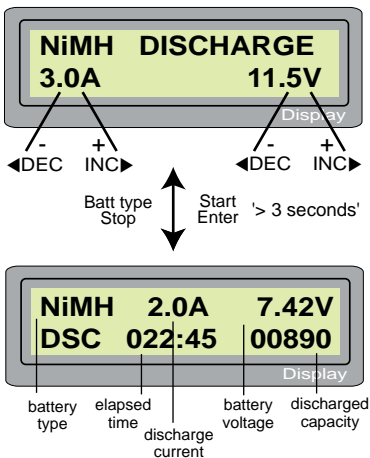 NiMH DISCHARGE
3.0A 11.5V
Display
- + - +
◀DEC INC▶ ◀DEC INC▶
Batt type Start '> 3 seconds'
Stop Enter
NiMH 2.0A 7.42V
DSC 022:45 00890
Display
battery elapsed battery discharged
type time voltage capacity
discharge
current